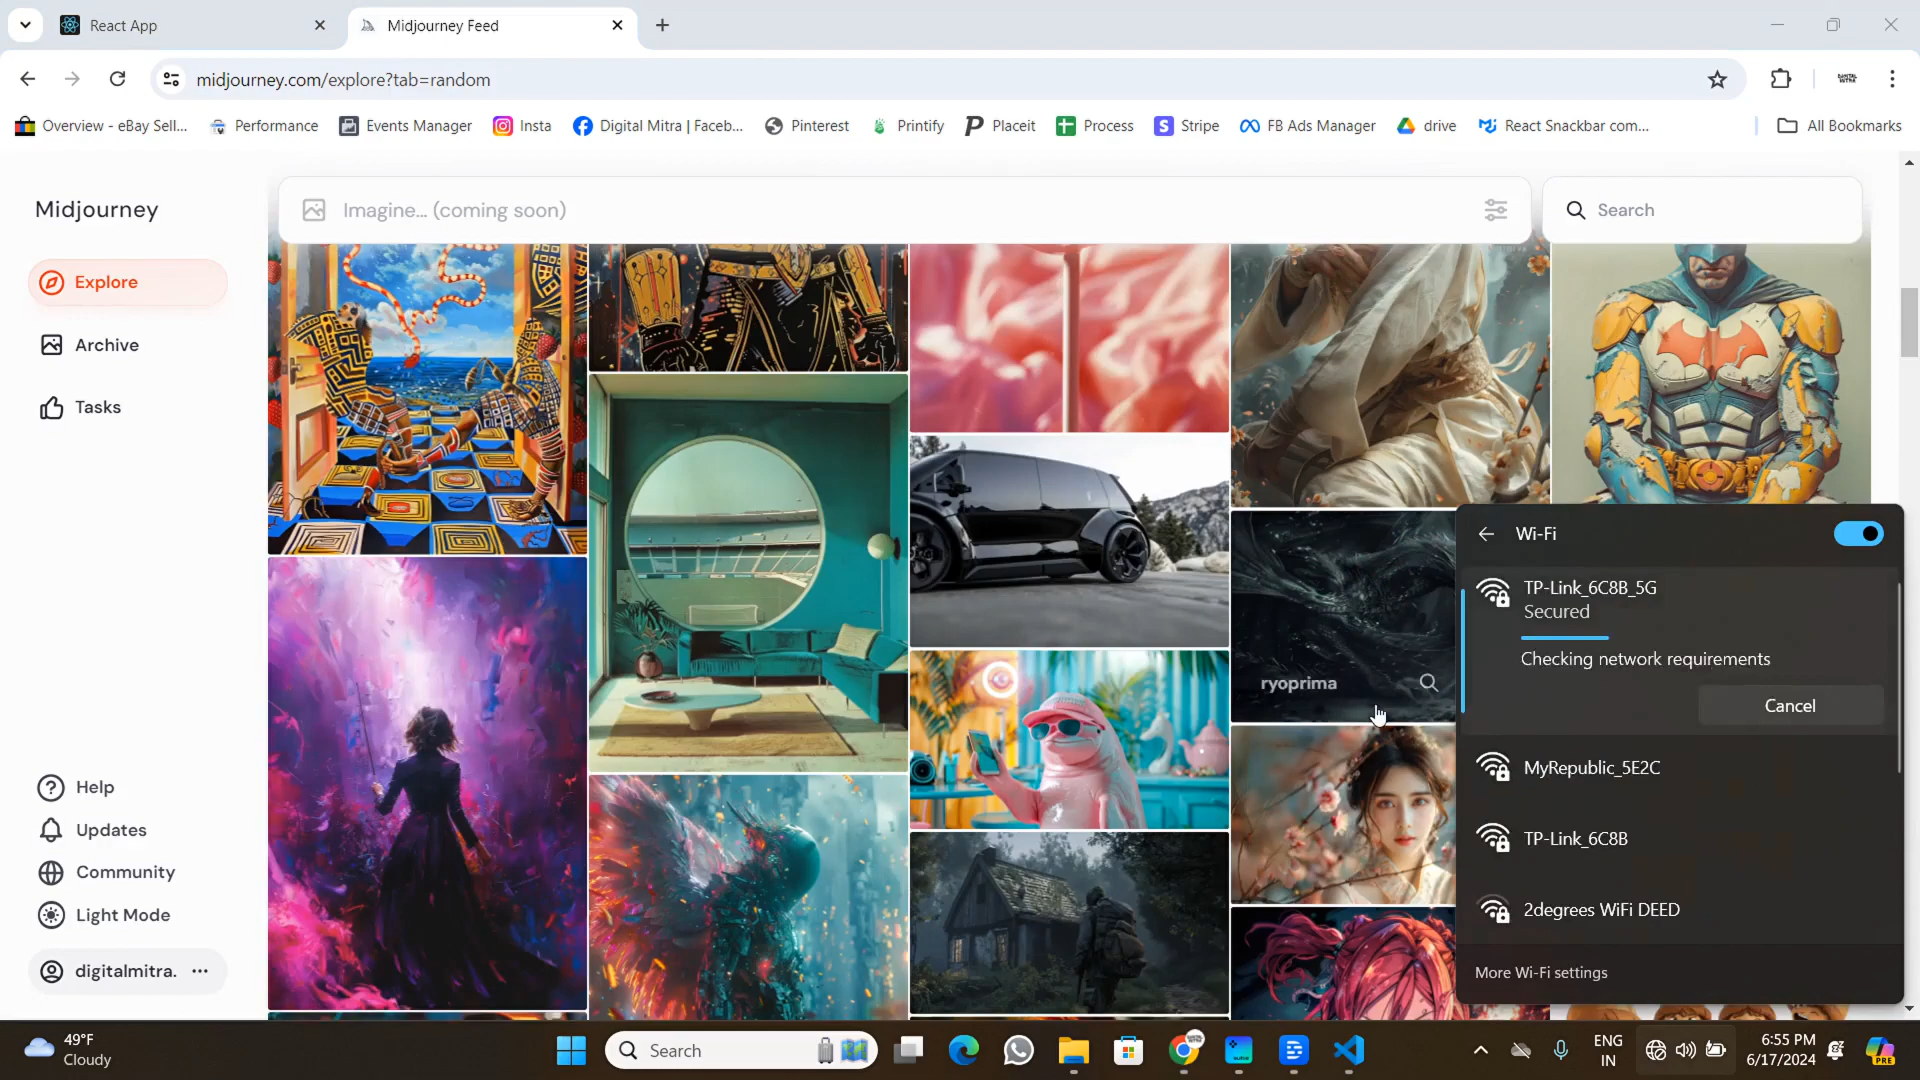 React App
Midjourney Feed
midjourney.com/explore?tab=random
Overview - eBay Sell...
Performance
Events Manager
Insta
Digital Mitra | Faceb...
Pinterest
Printify
Placeit
Process
Stripe
FB Ads Manager
drive
React Snackbar com...
All Bookmarks
Midjourney
Imagine... (coming soon)
Search
Explore
Archive
Tasks
Help
Updates
Community
Light Mode
digitalmitra.
ryoprima
Wi-Fi
TP-Link_6C8B_5G
Secured
Checking network requirements
Cancel
MyRepublic_5E2C
TP-Link_6C8B
2degrees WiFi DEED
More Wi-Fi settings
49°F
Cloudy
Search
ENG
IN
6:55 PM
6/17/2024
PRE